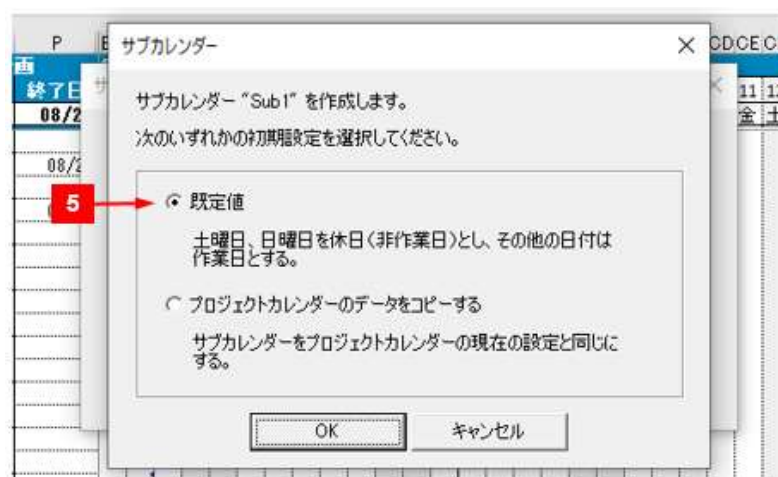 P
サブカレンダー
CD CE C
画
終了日
サ
11 1
08/2
金 土
サブカレンダー "Sub1" を作成します。
次のいずれかの初期設定を選択してください。
08/2
5
既定値
土曜日、日曜日を休日(非作業日)とし、その他の日付は
作業日とする。
プロジェクトカレンダーのデータをコピーする
サブカレンダーをプロジェクトカレンダーの現在の設定と同じに
する。
OK
キャンセル